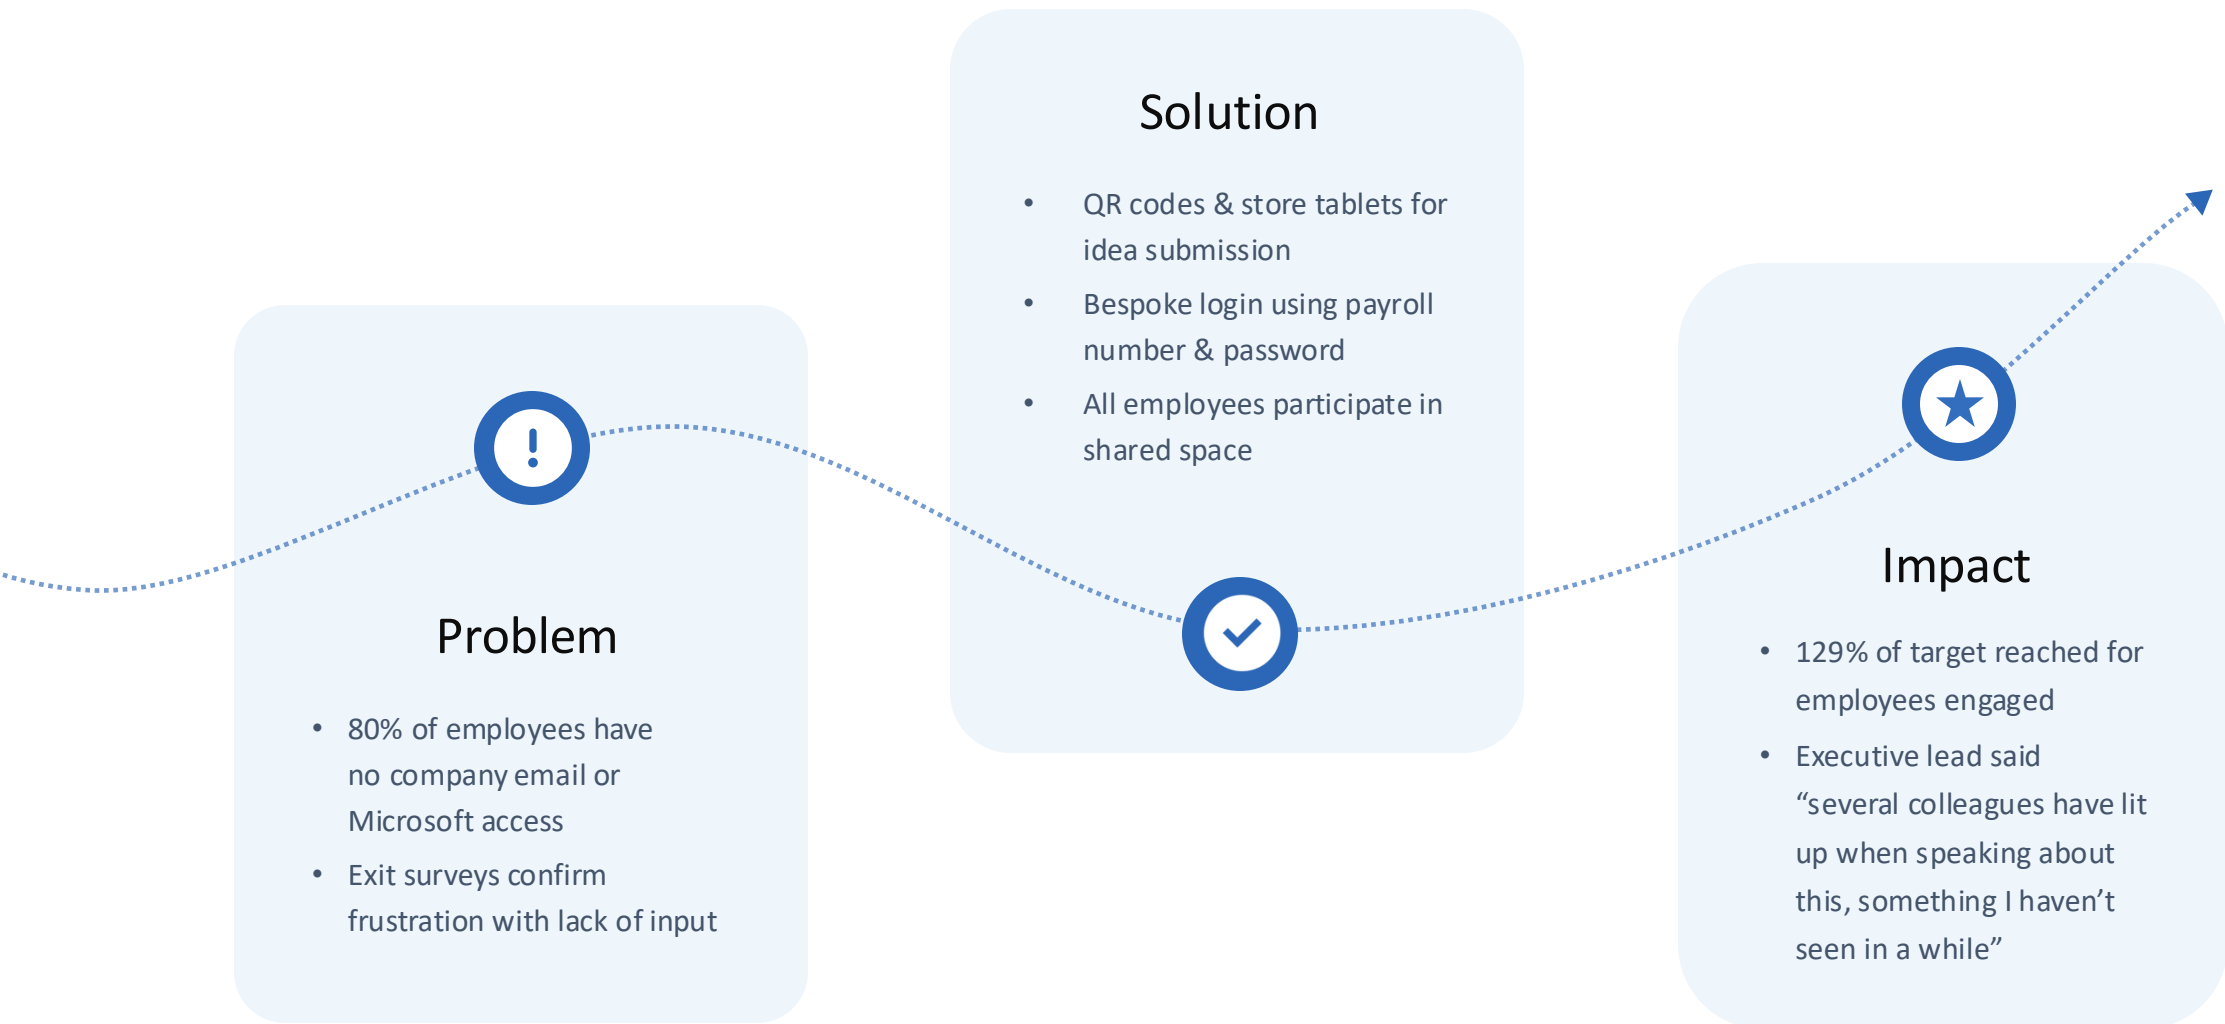 Problem
• 80% of employees have
no company email or
Microsoft access
• Exit surveys confirm
frustration with lack of input
Solution
• QR codes & store tablets for
idea submission
• Bespoke login using payroll
number & password
• All employees participate in
shared space
Impact
• 129% of target reached for
employees engaged
• Executive lead said
“several colleagues have lit
up when speaking about
this, something I haven’t
seen in a while”